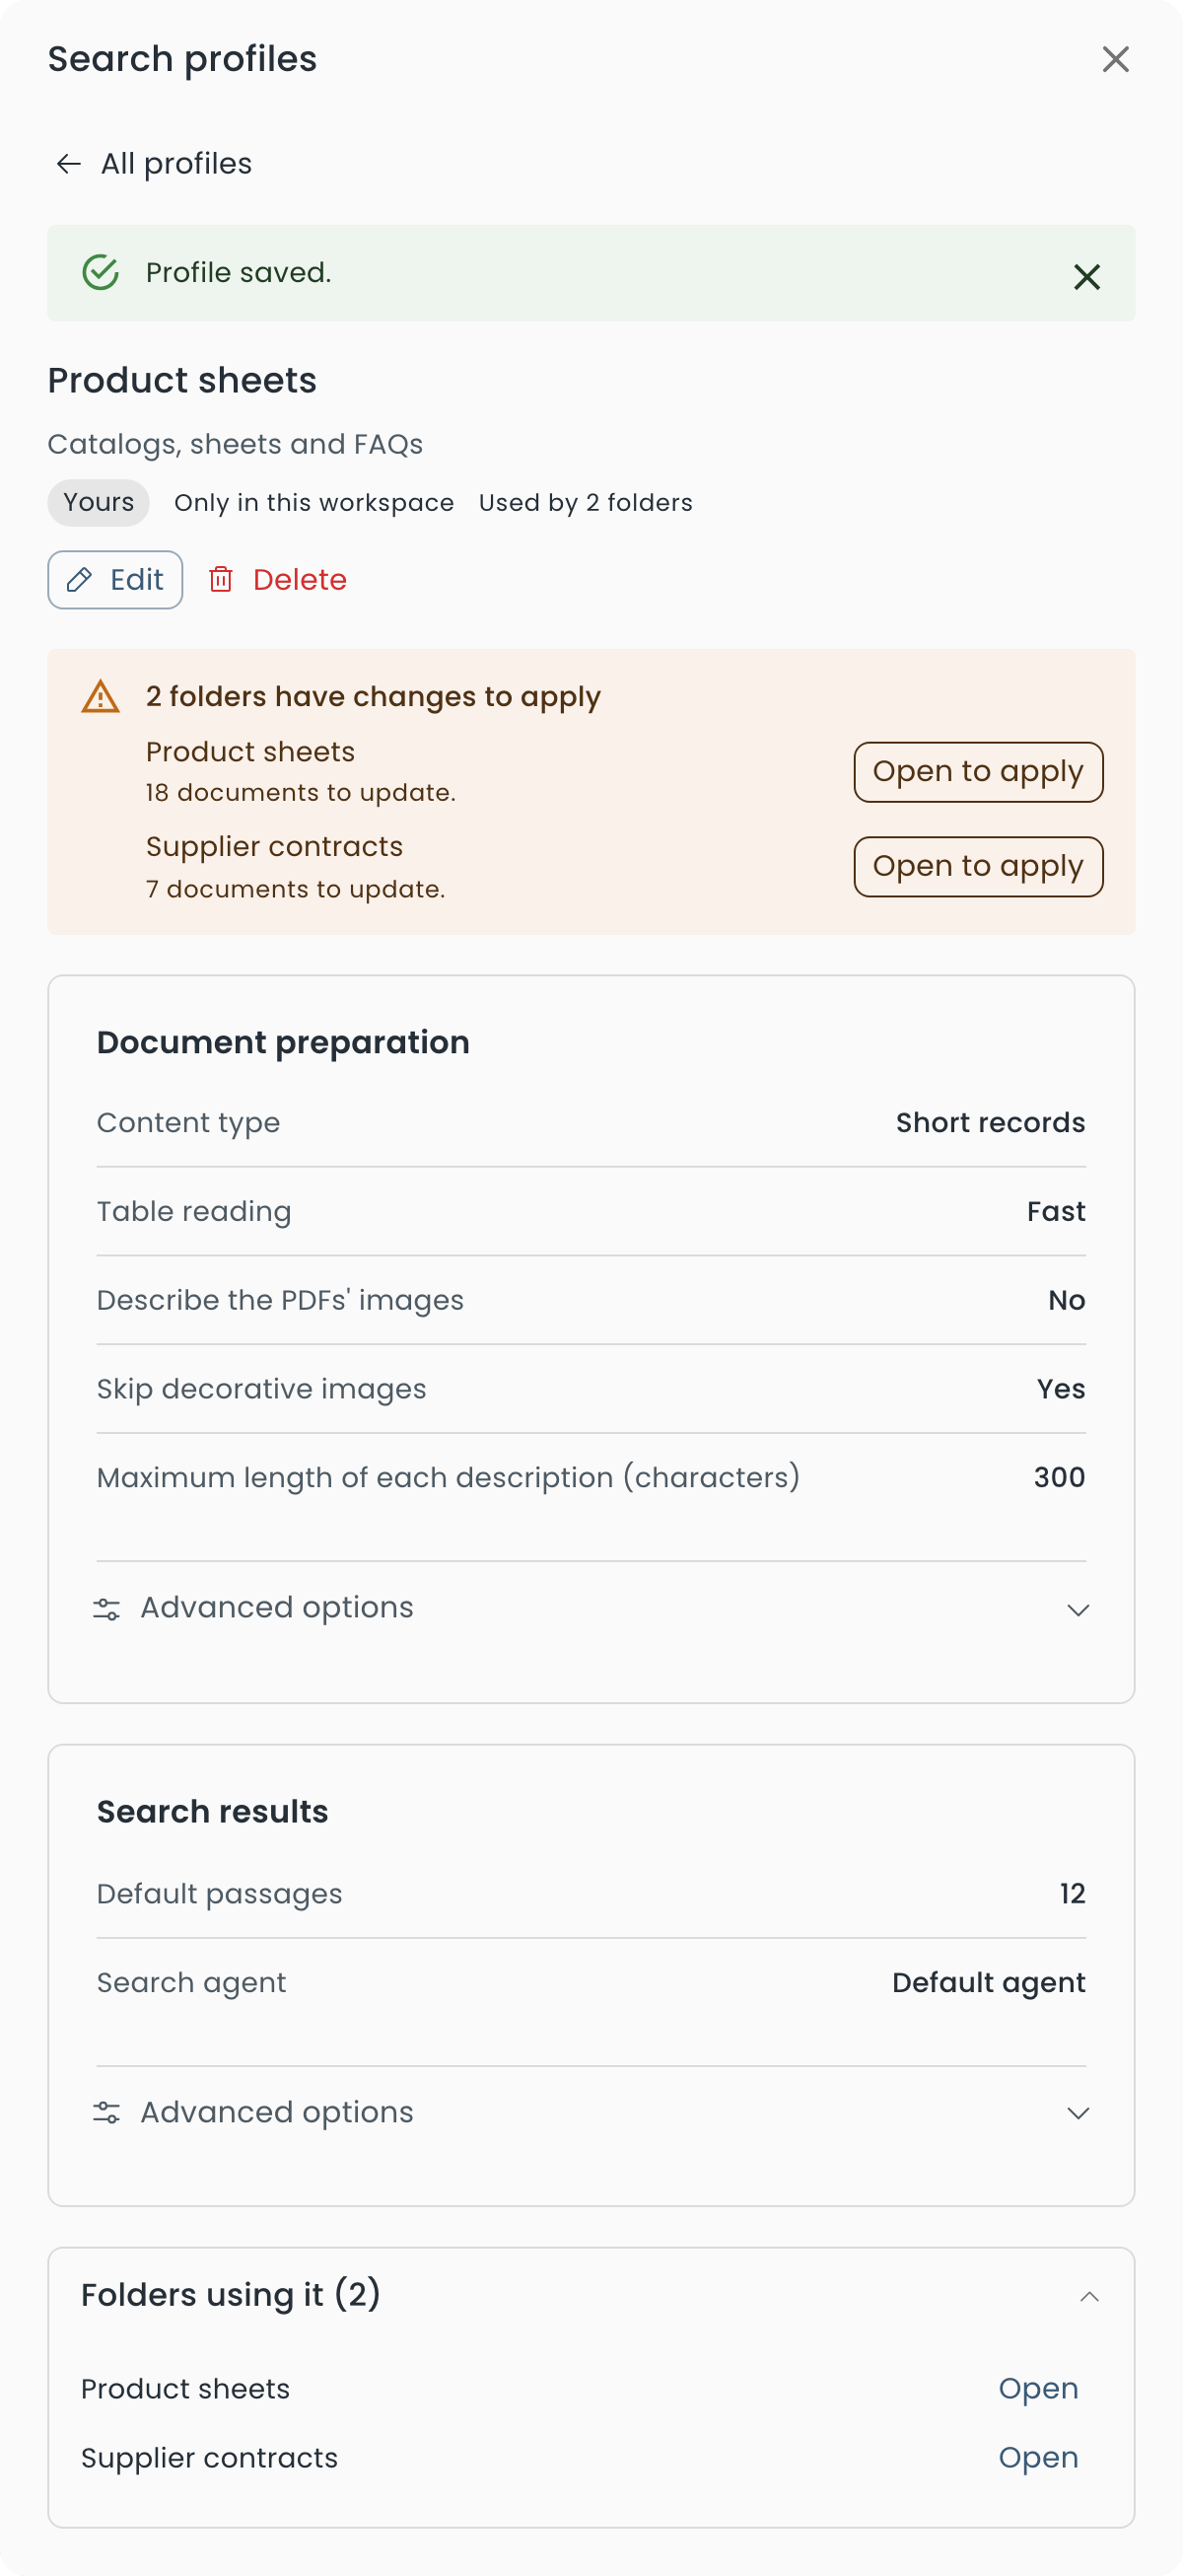 Search profiles
All profiles
Profile saved.
Product sheets
Catalogs, sheets and FAQs
Yours Only in this workspace Used by 2 folders
Edit Delete
2 folders have changes to apply
Product sheets
18 documents to update.
Open to apply
Supplier contracts
7 documents to update.
Open to apply
Document preparation
Content type Short records
Table reading Fast
Describe the PDFs' images No
Skip decorative images Yes
Maximum length of each description (characters) 300
Advanced options
Search results
Default passages 12
Search agent Default agent
Advanced options
Folders using it (2)
Product sheets Open
Supplier contracts Open